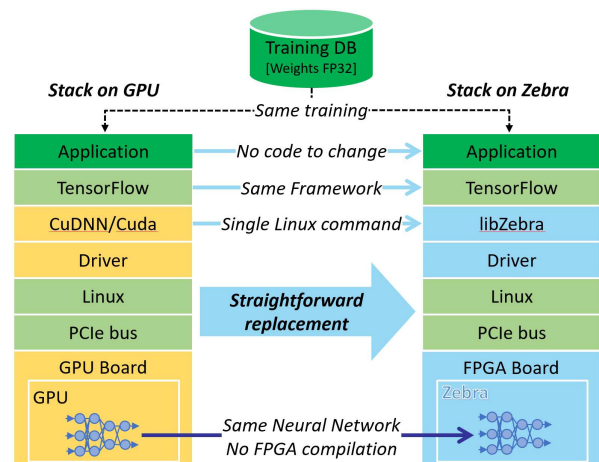 Training DB
[Weights FP32]
Stack on GPU
Stack on Zebra
Same training
Application
No code to change
Application
TensorFlow
Same Framework
TensorFlow
CuDNN/Cuda
Single Linux command
libZebra
Driver
Driver
Linux
Straightforward
replacement
Linux
PCIe bus
PCIe bus
GPU Board
FPGA Board
GPU
Zebra
Same Neural Network
No FPGA compilation